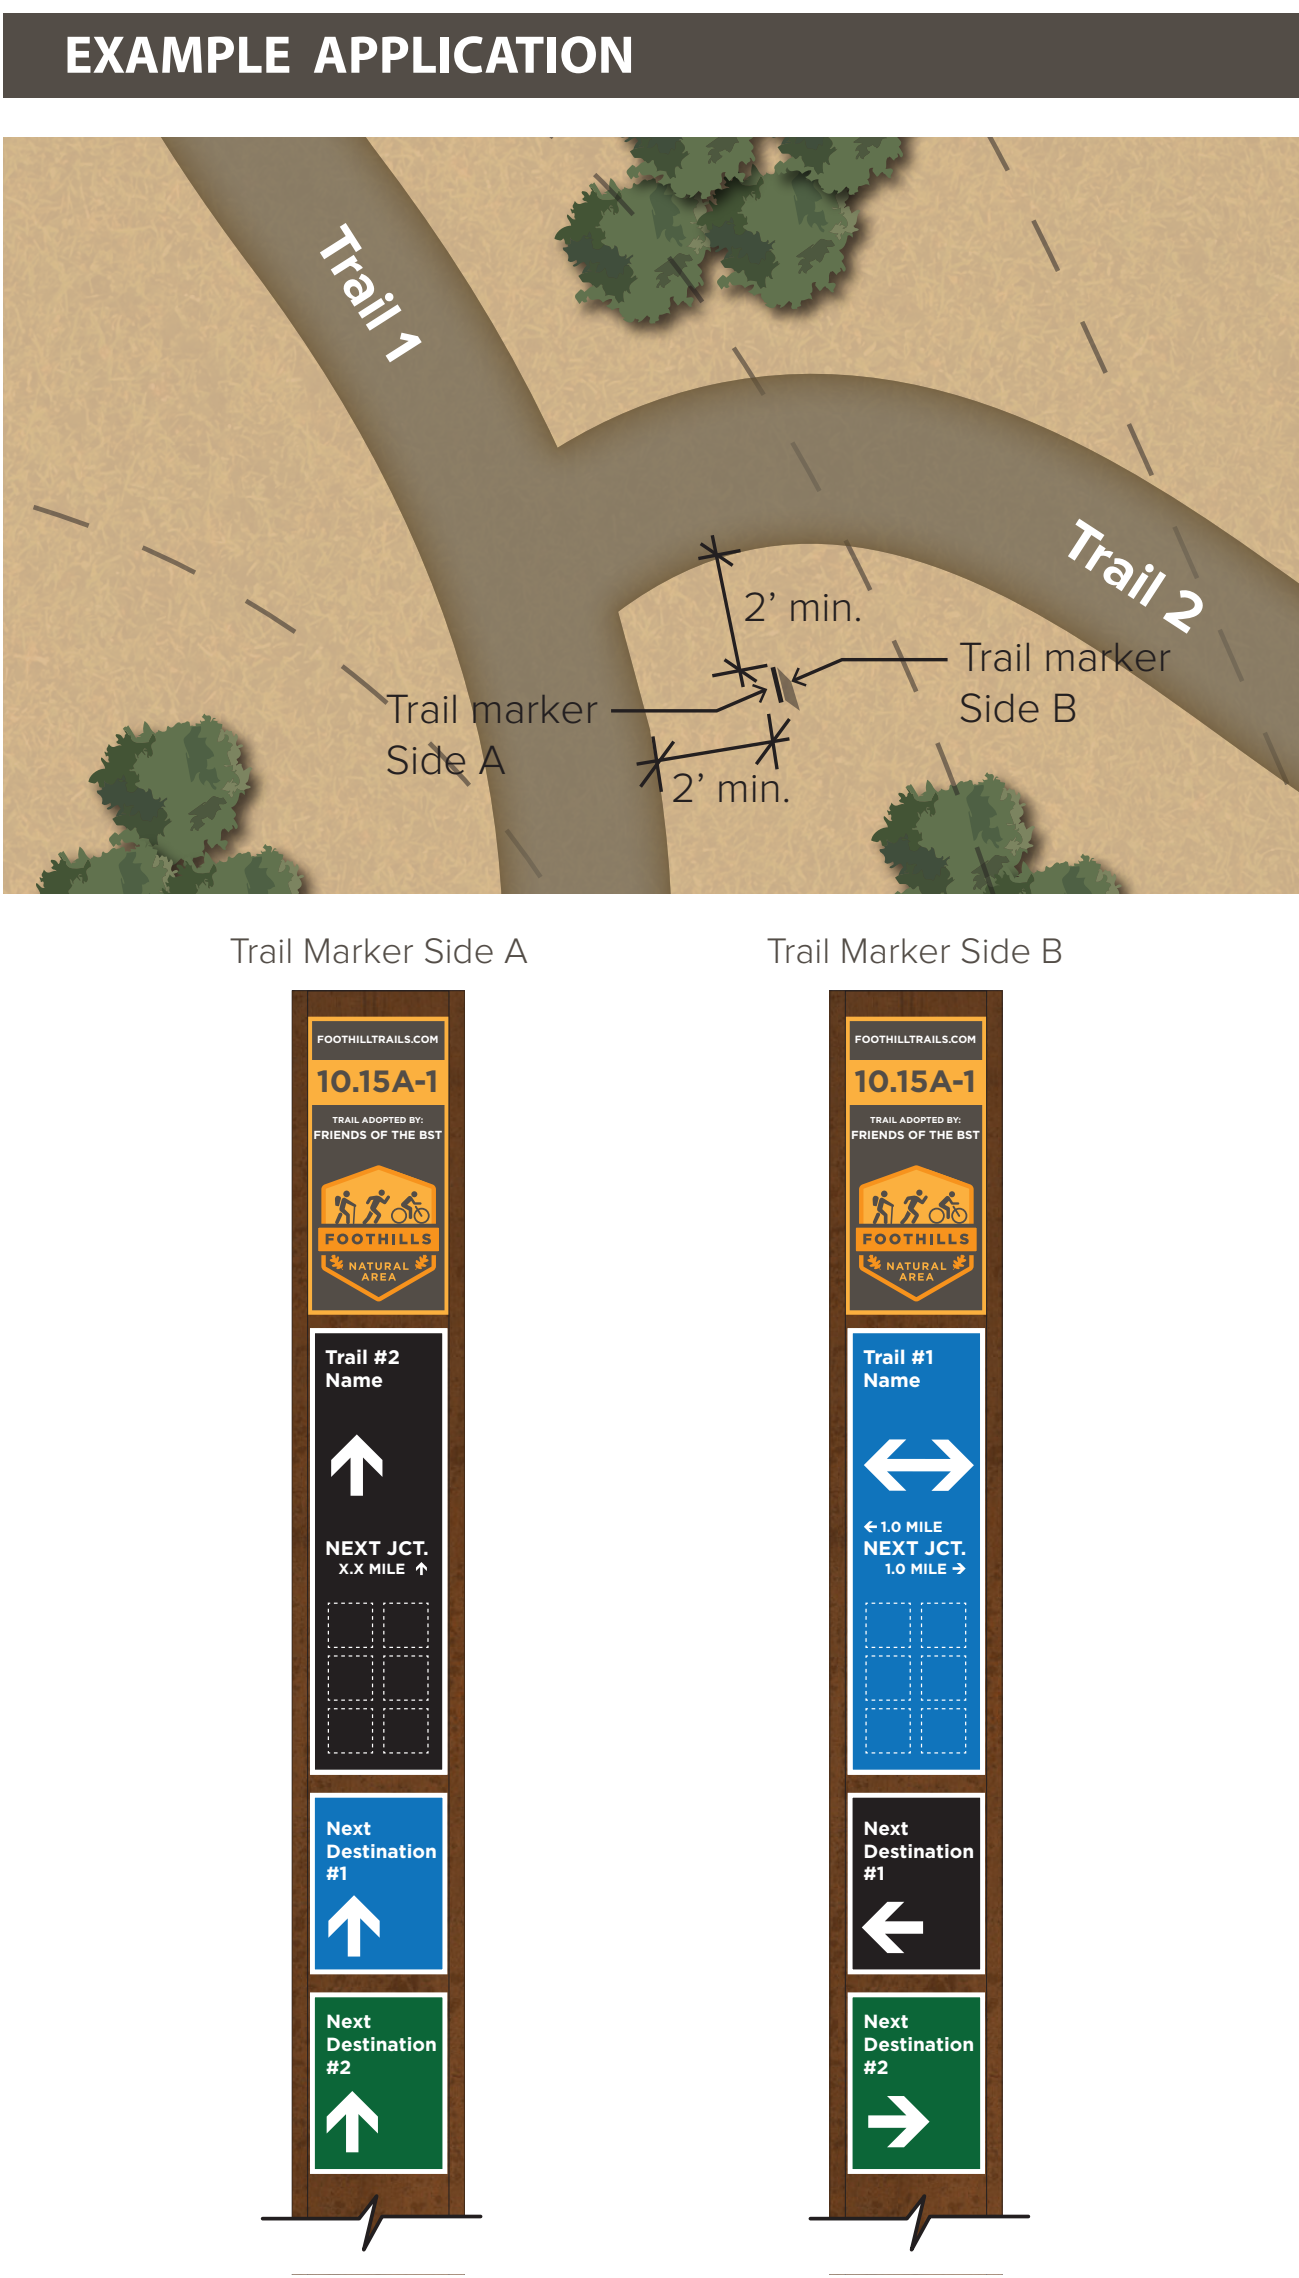 EXAMPLE APPLICATION
Trail 1
Trail 2
2’ min.
Trail marker
Side B
Trail marker
Side A
2’ min.
Trail Marker Side A
FOOTHILLTRAILS.COM
10.15A-1
TRAIL ADOPTED BY:
FRIENDS OF THE BST
FOOTHILLS
NATURAL
AREA
Trail #2
Name
NEXT JCT.
X.X MILE ↑
Next
Destination
#1
Next
Destination
#2
Trail Marker Side B
FOOTHILLTRAILS.COM
10.15A-1
TRAIL ADOPTED BY:
FRIENDS OF THE BST
FOOTHILLS
NATURAL
AREA
Trail #1
Name
← 1.0 MILE
NEXT JCT.
1.0 MILE →
Next
Destination
#1
Next
Destination
#2